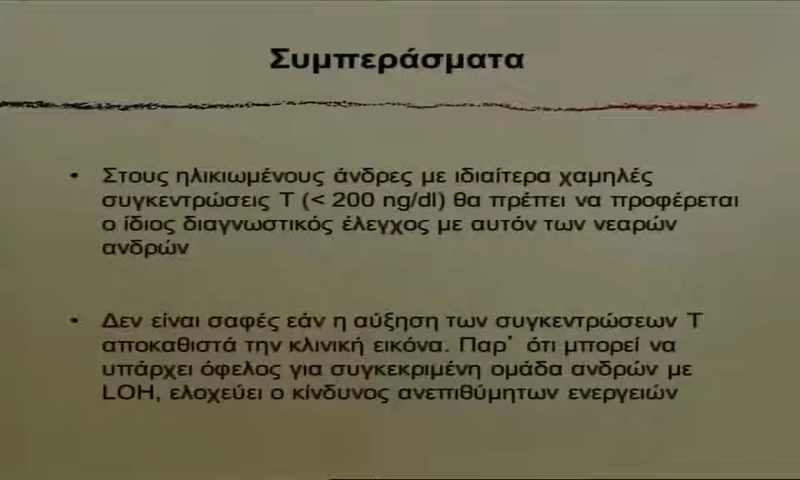 Συμπεράσματα
• Στους ηλικιωμένους άνδρες με ιδιαίτερα χαμηλές
συγκεντρώσεις Τ (< 200 ng/dl) θα πρέπει να προφέρεται
ο ίδιος διαγνωστικός έλεγχος με αυτόν των νεαρών
ανδρών
• Δεν είναι σαφές εάν η αύξηση των συγκεντρώσεων Τ
αποκαθιστά την κλινική εικόνα. Παρ᾽ ότι μπορεί να
υπάρχει όφελος για συγκεκριμένη ομάδα ανδρών με
LOH, ελοχεύει ο κίνδυνος ανεπιθύμητων ενεργειών